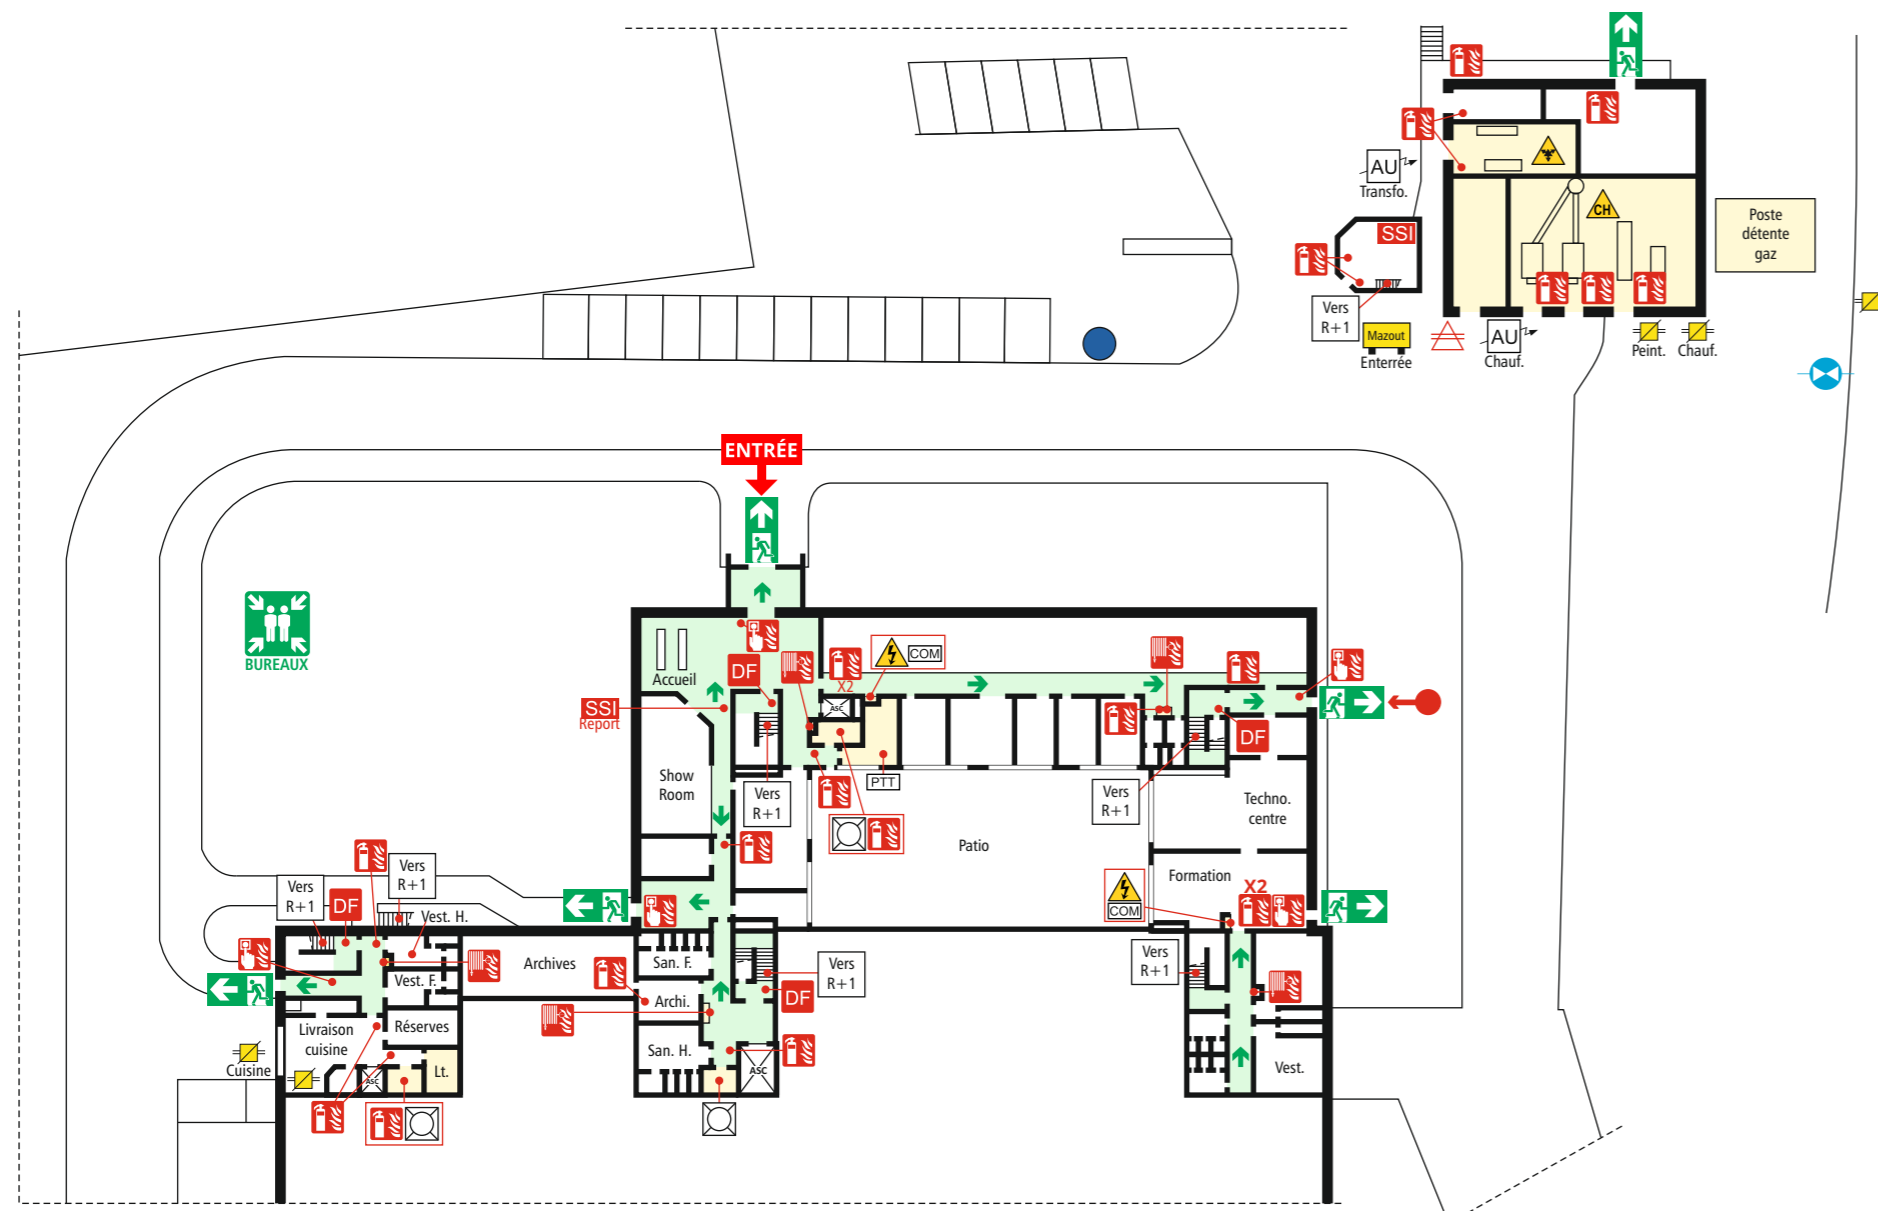 AU
Transfo.
CH
Poste
détente
gaz
SSI
Vers
R+1
Mazout
Enterrée
AU
Chauf.
Peint.
Chauf.
ENTRÉE
BUREAUX
Accueil
DF
X2
COM
ASC
SSI
Report
DF
PTT
Show
Room
Vers
R+1
Vers
R+1
Techno.
centre
Patio
Formation
X2
COM
Vers
R+1
Vers
R+1
DF
Vest. H.
Vest. F.
Archives
San. F.
Vers
R+1
DF
Vers
R+1
Archi.
Livraison
cuisine
Réserves
San. H.
Cuisine
Lt.
ASC
ASC
Vest.